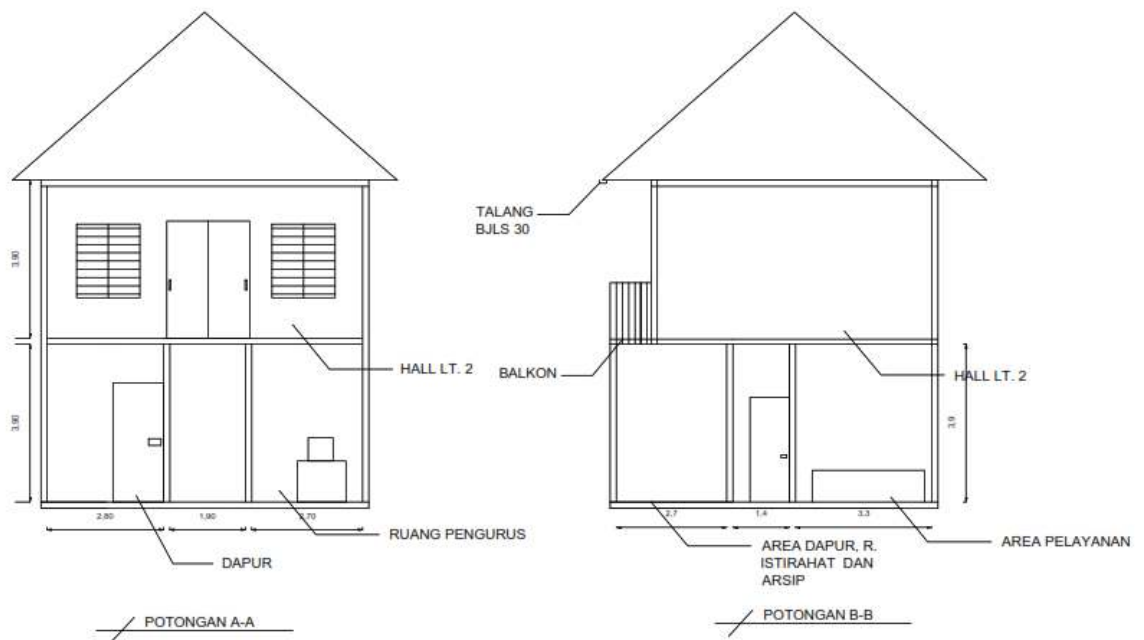 3,90
3,90
HALL LT. 2
2,80
1,90
2,70
RUANG PENGURUS
DAPUR
POTONGAN A-A
TALANG
BJLS 30
BALKON
HALL LT. 2
3,9
2,7
1,4
3,3
AREA DAPUR, R.
ISTIRAHAT DAN
ARSIP
AREA PELAYANAN
POTONGAN B-B